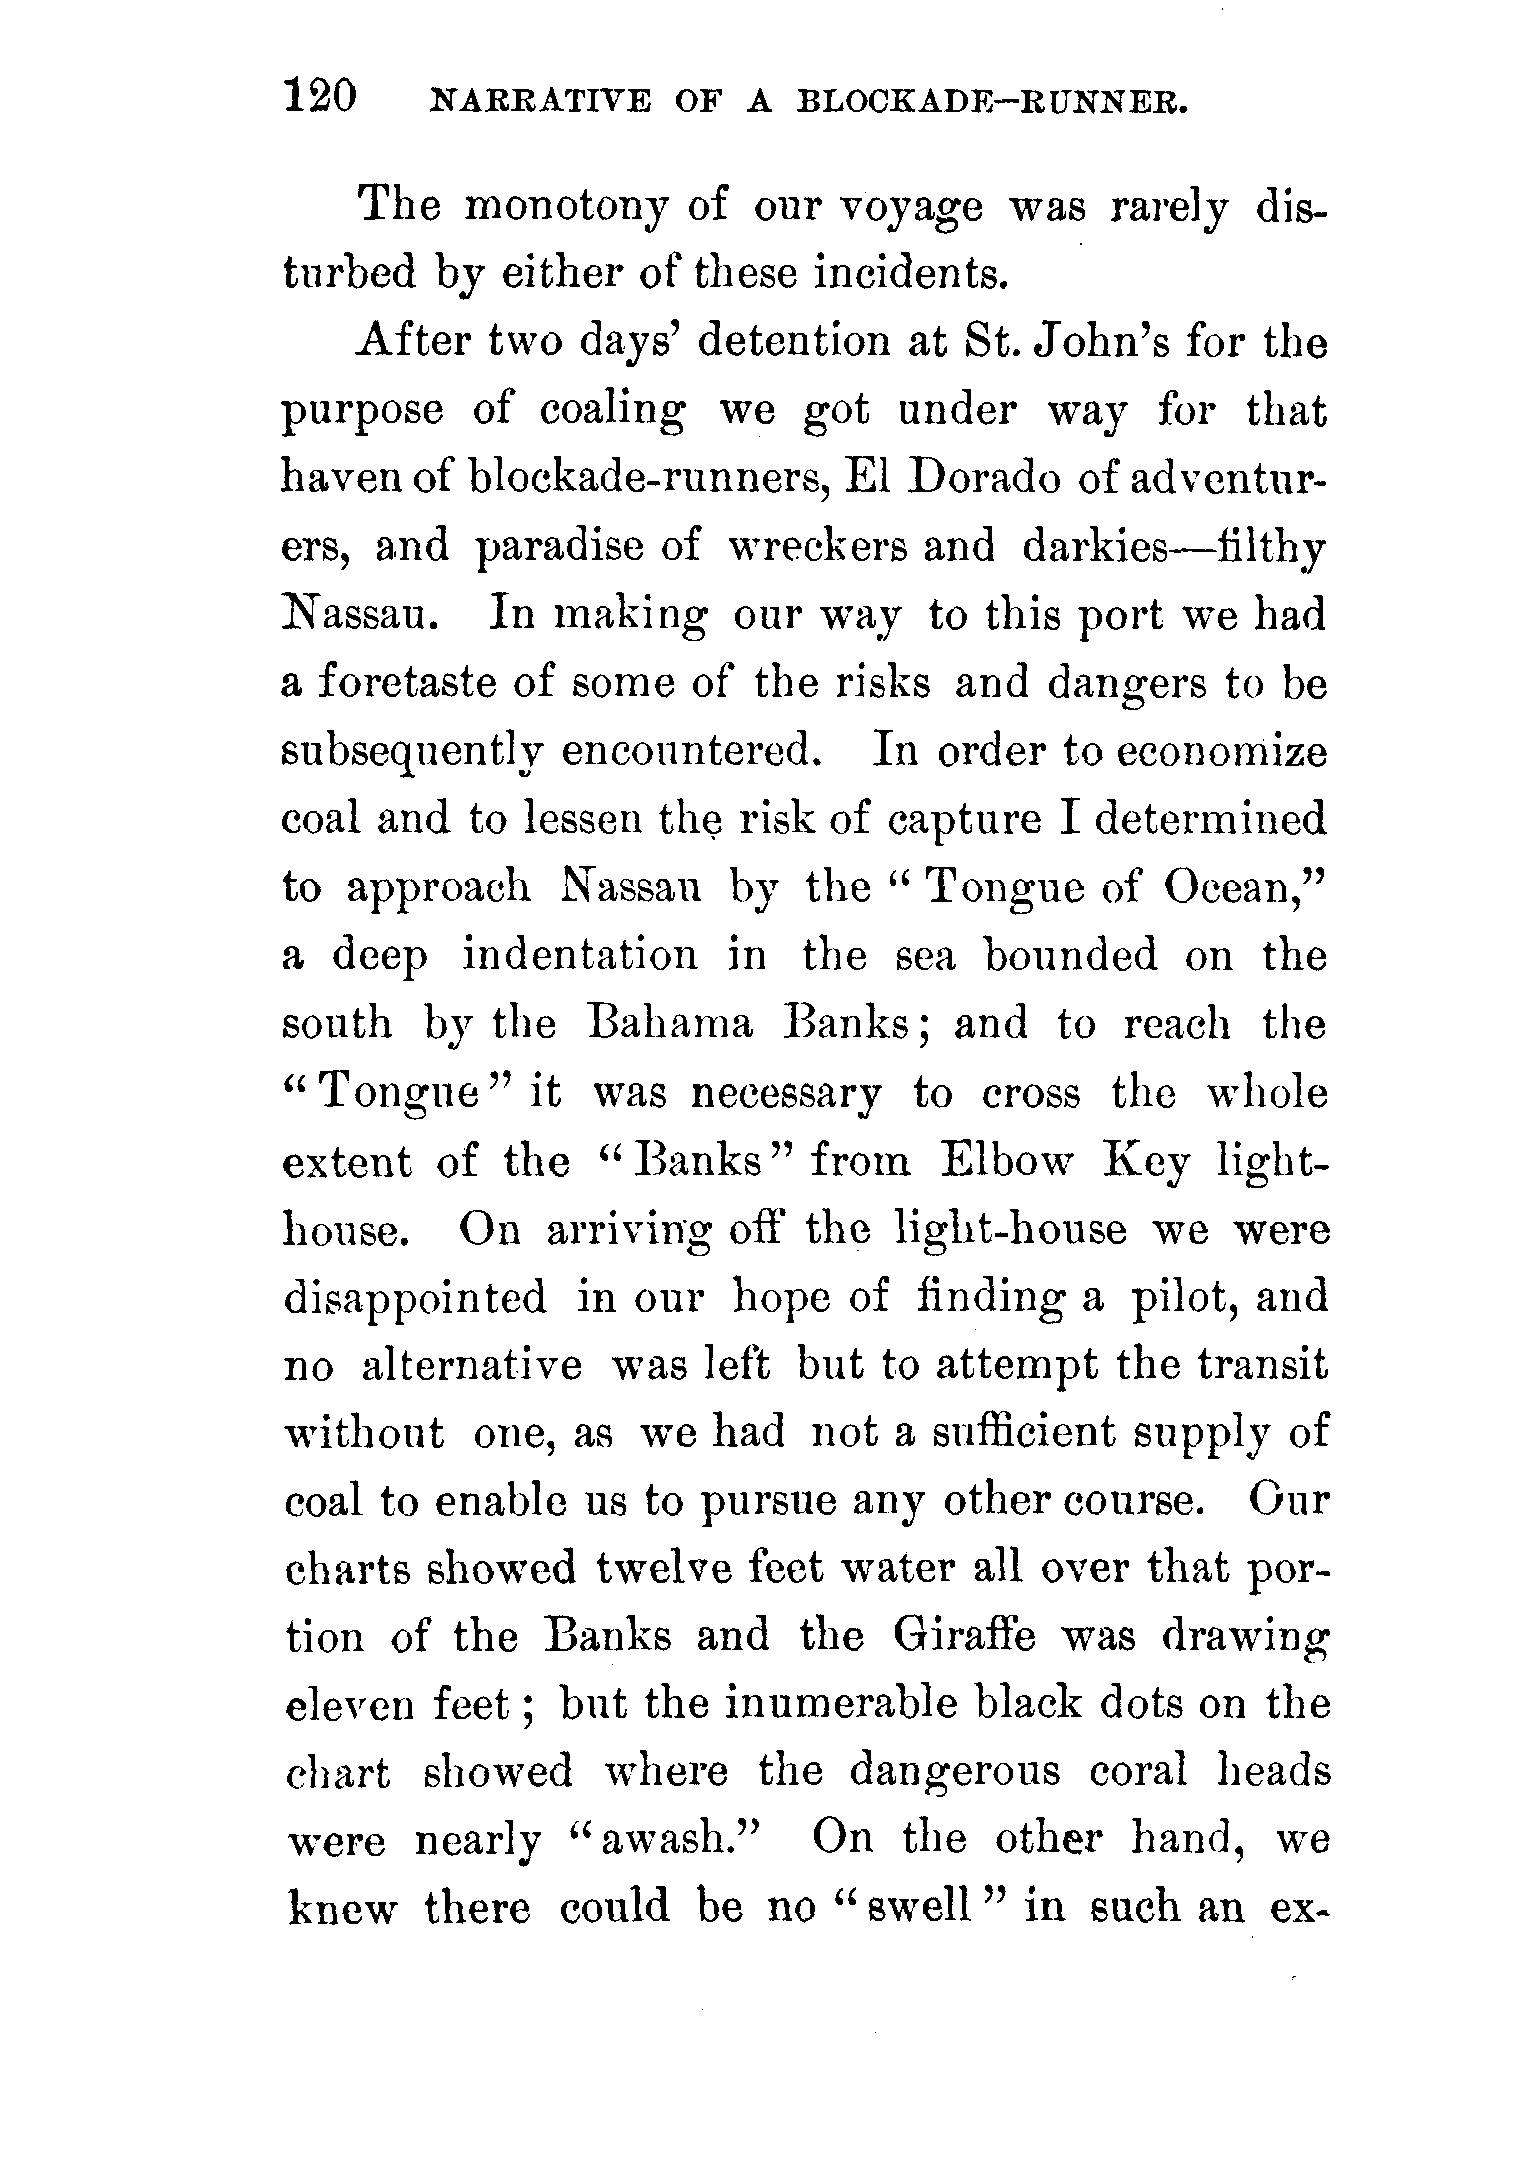 120 NARRATIVE OF A BLOCKADE-RUNNER.
The monotony of our voyage was rarely dis-
turbed by either of these incidents.
After two days' detention at St. John's for the
purpose of coaling we got under way for that
haven of blockade-runners, El Dorado of adventur-
ers, and paradise of wreckers and darkies—filthy
Nassau. In making our way to this port we had
a foretaste of some of the risks and dangers to be
subsequently encountered. In order to economize
coal and to lessen the risk of capture I determined
to approach Nassau by the "Tongue of Ocean,"
a deep indentation in the sea bounded on the
south by the Bahama Banks; and to reach the
"Tongue" it was necessary to cross the whole
extent of the "Banks" from Elbow Key light-
house. On arriving off the light-house we were
disappointed in our hope of finding a pilot, and
no alternative was left but to attempt the transit
without one, as we had not a sufficient supply of
coal to enable us to pursue any other course. Our
charts showed twelve feet water all over that por-
tion of the Banks and the Giraffe was drawing
eleven feet; but the inumerable black dots on the
chart showed where the dangerous coral heads
were nearly "awash." On the other hand, we
knew there could be no "swell" in such an ex-